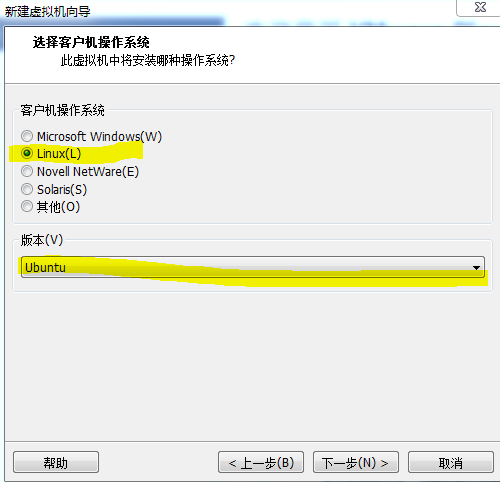 新建虚拟机向导
选择客户机操作系统
此虚拟机中将安装哪种操作系统?
客户机操作系统
Microsoft Windows(W)
Linux(L)
Novell NetWare(E)
Solaris(S)
其他(O)
版本(V)
Ubuntu
帮助
< 上一步(B)
下一步(N) >
取消